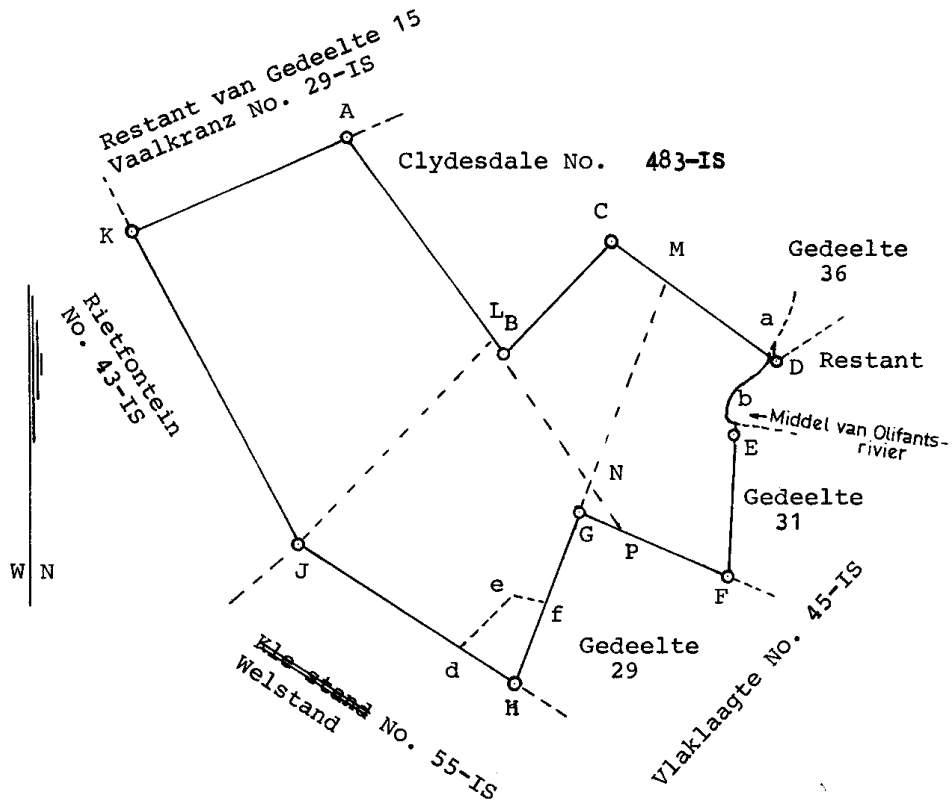 Restant van Gedeelte 15
Vaalkranz No. 29-IS
A
Clydesdale No. 483-IS
K
C
M
Gedeelte
36
a
Rietfontein
No. 43-IS
L
B
D
Restant
b
Middel van Olifants-
rivier
E
N
Gedeelte
31
W N
J
G
P
F
e
f
d
Gedeelte
29
H
Welstand No. 55-IS
Vlaklaagte No. 45-IS